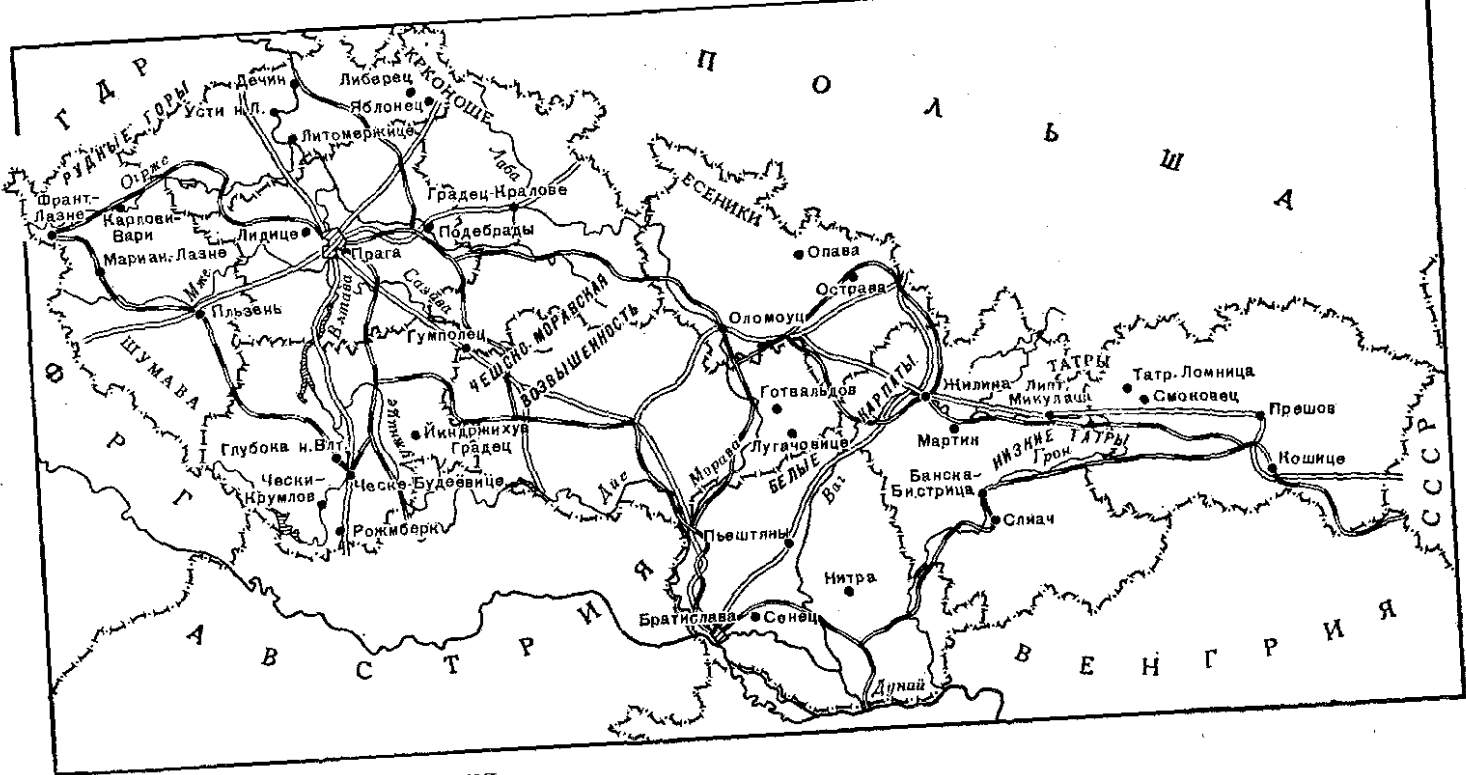 ГДР
ПОЛЬША
РУДНЫЕ ГОРЫ
Дечин
Либерец
КРКОНОШЕ
Усти н.Л.
Яблонец
Литомержице
Лаба
Огрже
Франт.-
Лазне
Карлови-
Вари
Градец-Кралове
ЕСЕНИКИ
Лидице
Подебрады
Мариан.Лазне
Прага
Опава
Мже
Сазава
Острава
Пльзень
Влтава
ЧЕШСКО-МОРАВСКАЯ
ВОЗВЫШЕННОСТЬ
Оломоуц
Гумполец
ШУМАВА
ФРГ
ТАТРЫ
Татр.Ломница
Смоковец
Готвальдов
КАРПАТЫ
Жилина
Липт.
Микулаш
Прешов
Йиндржихув
Градец
Лужнице
Глубока н.Влт.
Лугачовице
БЕЛЫЕ
Мартин
НИЗКИЕ ТАТРЫ
Грон
Кошице
Морава
Чески-
Крумлов
Ческе-Будеёвице
Дие
Ваг
Банска-
Бистрица
СССР
Рожмберк
Пьештяны
Слиач
Нитра
Братислава
Сенец
АВСТРИЯ
ВЕНГРИЯ
Дунай